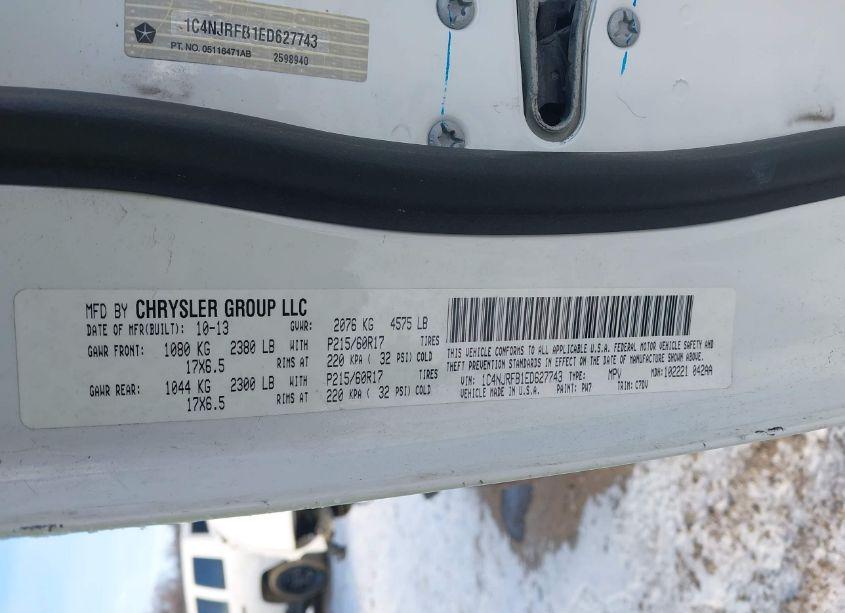 1C4NJRFB1ED627743
PT. NO. 05116471AB 2598940
MFD BY CHRYSLER GROUP LLC
DATE OF MFR(BUILT): 10-13 GVWR: 2076 KG 4575 LB
GAWR FRONT: 1080 KG 2380 LB WITH P215/60R17 TIRES
17X6.5 RIMS AT 220 KPA ( 32 PSI) COLD
GAWR REAR: 1044 KG 2300 LB WITH P215/60R17 TIRES
17X6.5 RIMS AT 220 KPA ( 32 PSI) COLD
THIS VEHICLE CONFORMS TO ALL APPLICABLE U.S.A. FEDERAL MOTOR VEHICLE SAFETY AND
THEFT PREVENTION STANDARDS IN EFFECT ON THE DATE OF MANUFACTURE SHOWN ABOVE.
VIN: 1C4NJRFB1ED627743 TYPE: MPV MDH: 102221 042AA
VEHICLE MADE IN U.S.A. PAINT: PW7 TRIM: C7DV